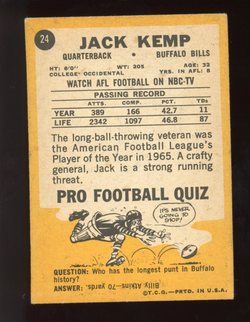 24
JACK KEMP
QUARTERBACK • BUFFALO BILLS
HT: 6'0" WT: 205 AGE: 32
COLLEGE: OCCIDENTAL YRS. IN AFL: 8
WATCH AFL FOOTBALL ON NBC-TV
PASSING RECORD
ATTS. COMP. PCT. TDS
YEAR 389 166 42.7 11
LIFE 2342 1097 46.8 87
The long-ball-throwing veteran was
the American Football League's
Player of the Year in 1965. A crafty
general, Jack is a strong running
threat.
PRO FOOTBALL QUIZ
IT'S NEVER
GOING TO
STOP!
QUESTION: Who has the longest punt in Buffalo
history?
ANSWER: Billy Atkins 70 yards.
©T.C.G.—PRTD. IN U.S.A.